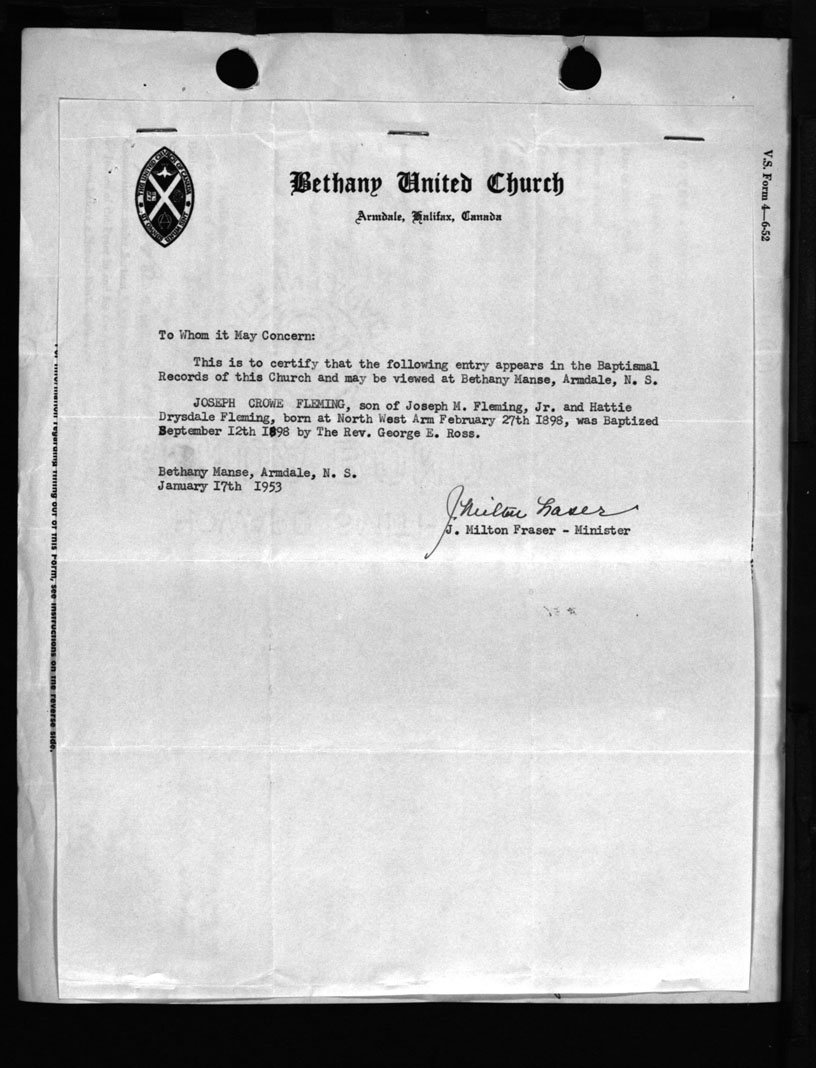 Bethany United Church
Armdale, Halifax, Canada
V.S. Form 4—6-52
To Whom it May Concern:
This is to certify that the following entry appears in the Baptismal
Records of this Church and may be viewed at Bethany Manse, Armdale, N. S.
JOSEPH CROWE FLEMING, son of Joseph M. Fleming, Jr. and Hattie
Drysdale Fleming, born at North West Arm February 27th 1898, was Baptized
September 12th 1898 by The Rev. George E. Ross.
Bethany Manse, Armdale, N. S.
January 17th 1953
J. Milton Fraser
J. Milton Fraser - Minister
information regarding filling out of this Form, see instructions on the reverse side.